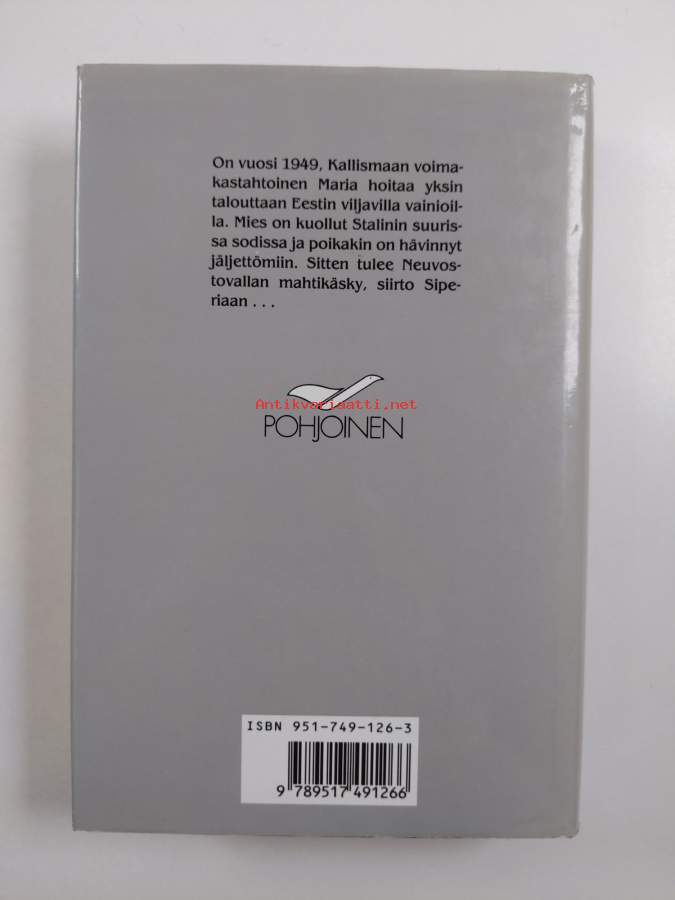 On vuosi 1949, Kallismaan voima-
kastahtoinen Maria hoitaa yksin
talouttaan Eestin viljavilla vainioil-
la. Mies on kuollut Stalinin suuris-
sa sodissa ja poikakin on hävinnyt
jäljettömiin. Sitten tulee Neuvos-
tovallan mahtikäsky, siirto Sipe-
riaan . . .
Antikvariaatti.net
POHJOINEN
ISBN 951-749-126-3
9 789517 491266